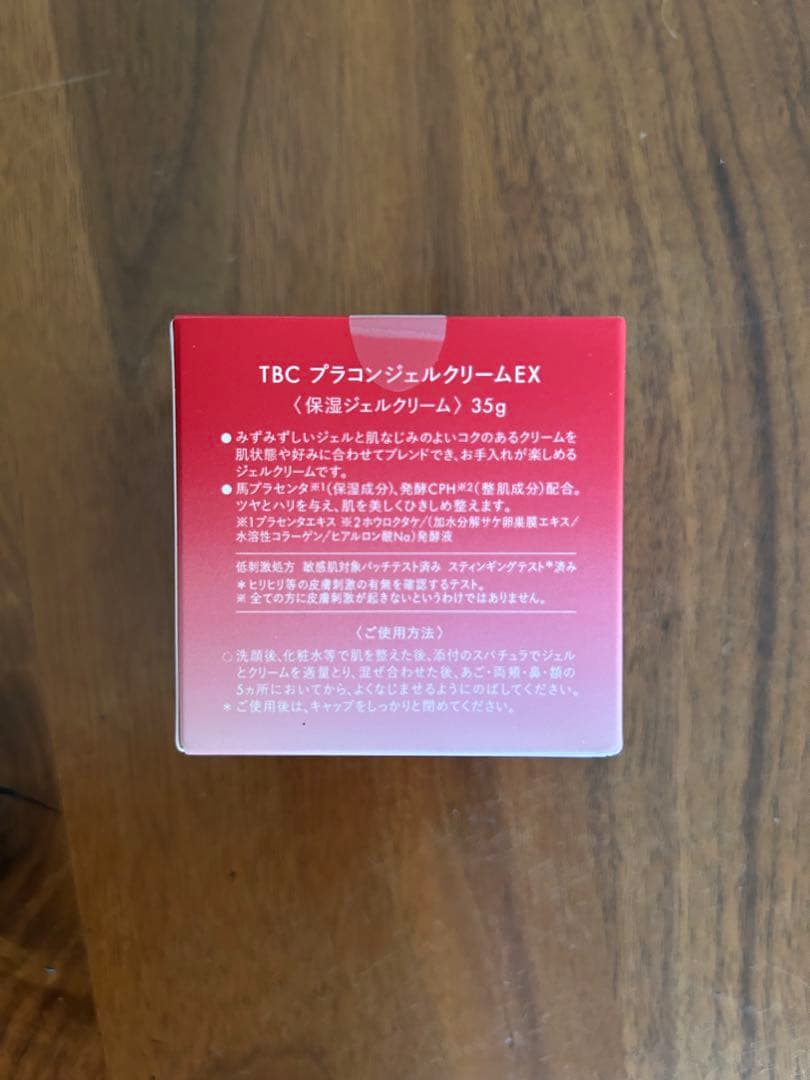 TBC プラコンジェルクリームEX
〈保湿ジェルクリーム〉35g
● みずみずしいジェルと肌なじみのよいコクのあるクリームを
肌状態や好みに合わせてブレンドでき、お手入れが楽しめる
ジェルクリームです。
● 馬プラセンタ※1(保湿成分)、発酵CPH※2(整肌成分)配合。
ツヤとハリを与え、肌を美しくひきしめ整えます。
※1プラセンタエキス ※2ホウロクタケ/(加水分解サケ卵巣膜エキス/
水溶性コラーゲン/ヒアルロン酸Na)発酵液
低刺激処方 敏感肌対象パッチテスト済み スティンギングテスト*済み
*ヒリヒリ等の皮膚刺激の有無を確認するテスト。
※ 全ての方に皮膚刺激が起きないというわけではありません。
〈ご使用方法〉
○ 洗顔後、化粧水等で肌を整えた後、添付のスパチュラでジェル
とクリームを適量とり、混ぜ合わせた後、あご・両頬・鼻・額の
5ヵ所においてから、よくなじませるようにのばしてください。
* ご使用後は、キャップをしっかりと閉めてください。